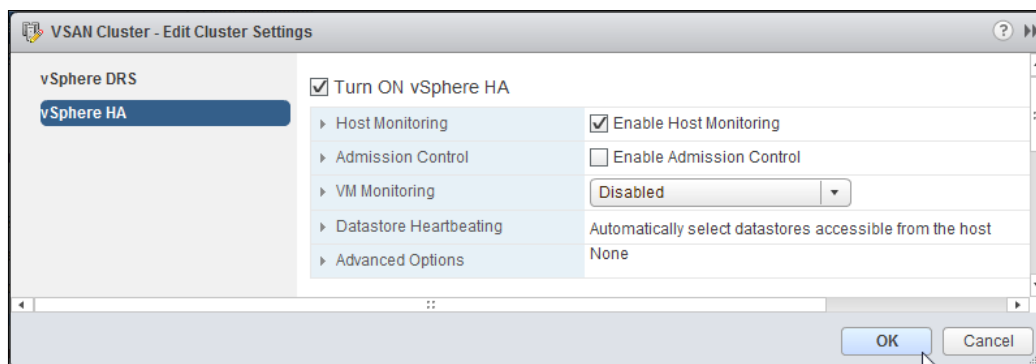 VSAN Cluster - Edit Cluster Settings
?
vSphere DRS
vSphere HA
Turn ON vSphere HA
Host Monitoring
Enable Host Monitoring
Admission Control
Enable Admission Control
VM Monitoring
Disabled
Datastore Heartbeating
Automatically select datastores accessible from the host
Advanced Options
None
OK
Cancel